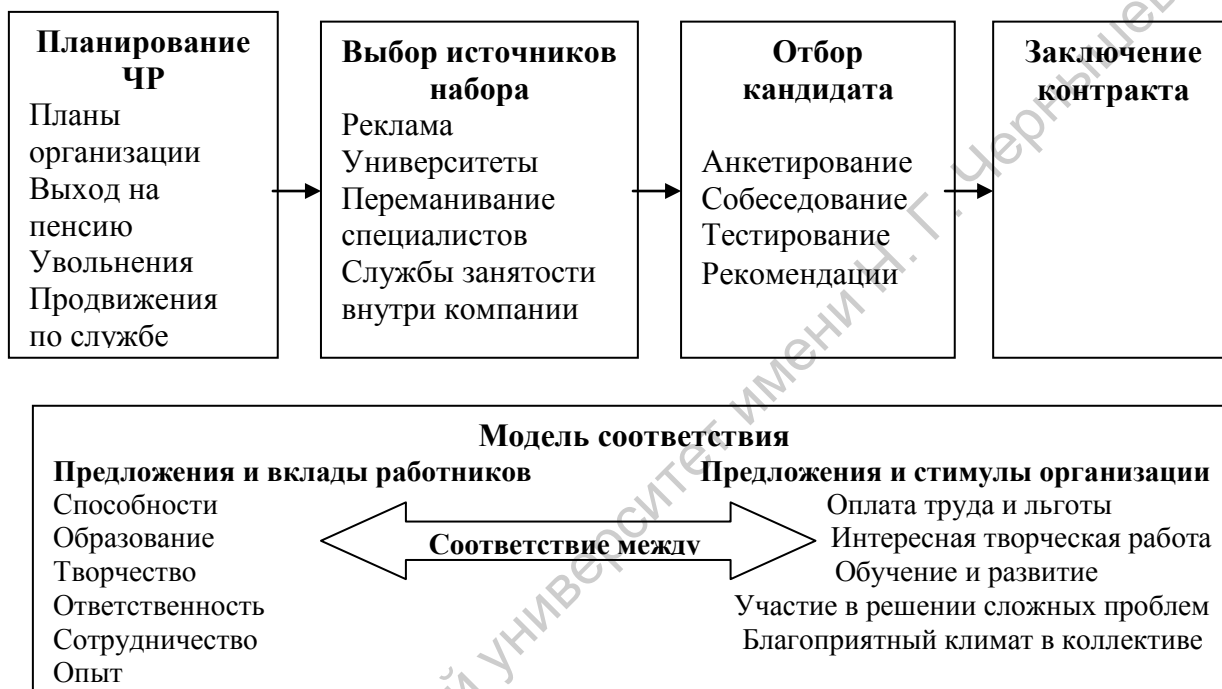 Планирование
ЧР
Планы
организации
Выход на
пенсию
Увольнения
Продвижения
по службе
Выбор источников
набора
Реклама
Университеты
Переманивание
специалистов
Службы занятости
внутри компании
Отбор
кандидата
Анкетирование
Собеседование
Тестирование
Рекомендации
Заключение
контракта
Модель соответствия
Предложения и вклады работников
Способности
Образование
Творчество
Ответственность
Сотрудничество
Опыт
Соответствие между
Предложения и стимулы организации
Оплата труда и льготы
Интересная творческая работа
Обучение и развитие
Участие в решении сложных проблем
Благоприятный климат в коллективе
университет имени Н. Г. Черныше